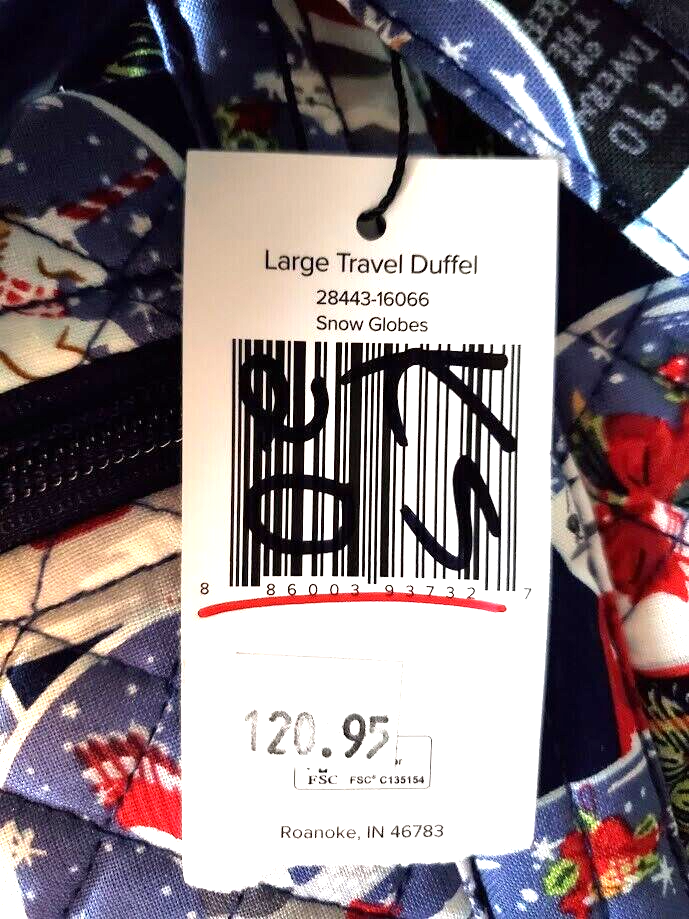 Large Travel Duffel
28443-16066
Snow Globes
8 86003 93732 7
120.95
FSC FSC® C135154
Roanoke, IN 46783